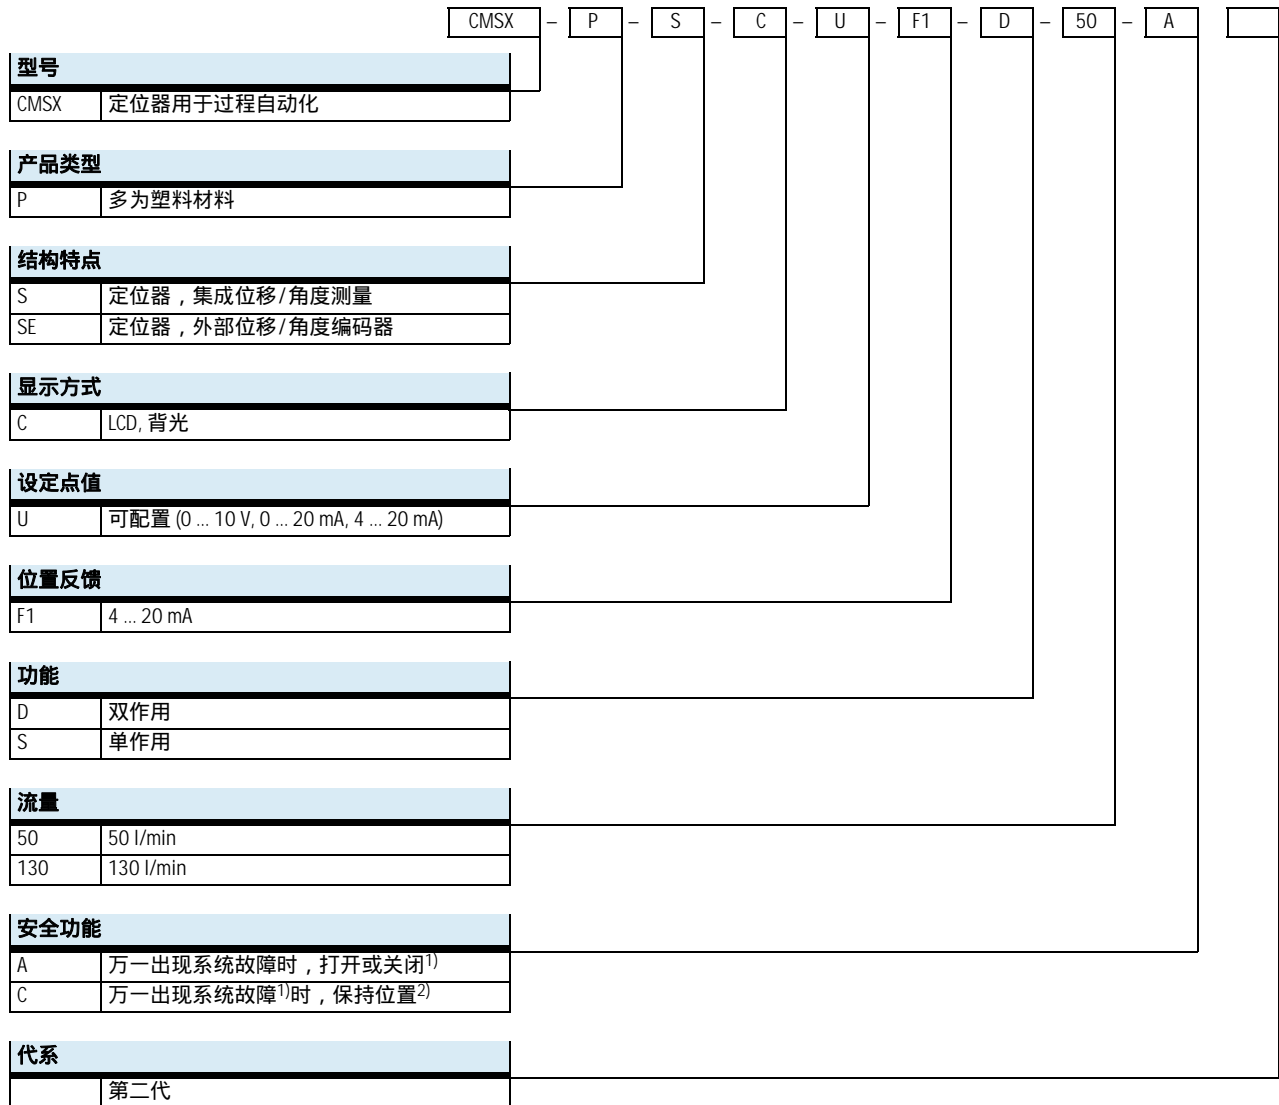 CMSX – P – S – C – U – F1 – D – 50 – A
型号
CMSX 定位器用于过程自动化
产品类型
P 多为塑料材料
结构特点
S 定位器，集成位移/角度测量
SE 定位器，外部位移/角度编码器
显示方式
C LCD, 背光
设定点值
U 可配置 (0 ... 10 V, 0 ... 20 mA, 4 ... 20 mA)
位置反馈
F1 4 ... 20 mA
功能
D 双作用
S 单作用
流量
50 50 l/min
130 130 l/min
安全功能
A 万一出现系统故障时，打开或关闭1)
C 万一出现系统故障1)时，保持位置2)
代系
第二代